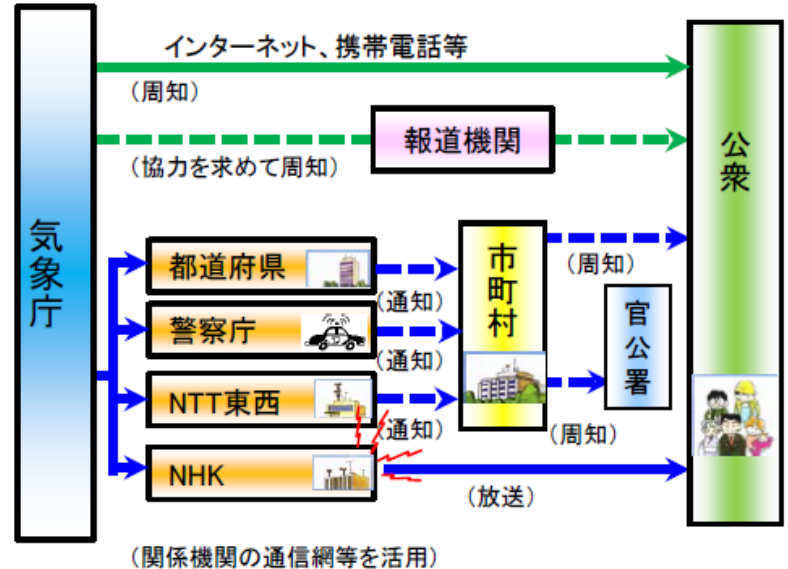 気象庁
インターネット、携帯電話等
（周知）
報道機関
（協力を求めて周知）
公衆
都道府県
（通知）
警察庁
（通知）
NTT東西
（通知）
NHK
（放送）
市町村
（周知）
官公署
（周知）
（関係機関の通信網等を活用）